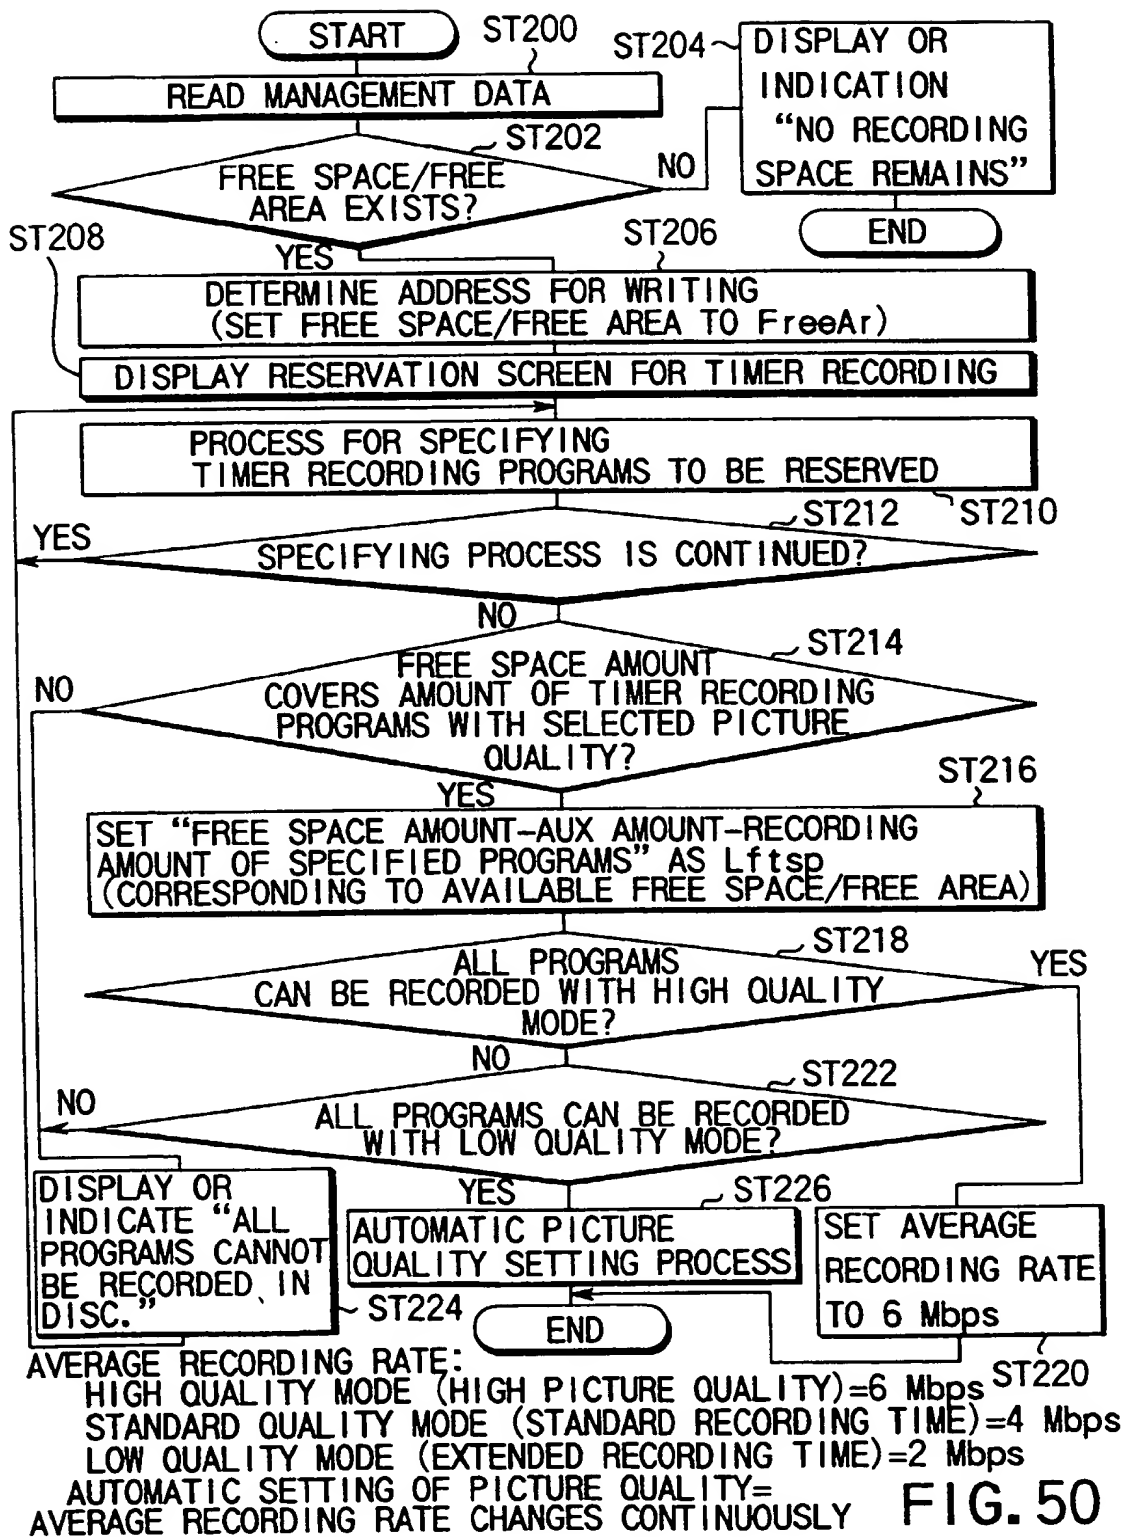 START
ST200
READ MANAGEMENT DATA
ST202
FREE SPACE/FREE
AREA EXISTS?
NO
ST204
DISPLAY OR
INDICATION
“NO RECORDING
SPACE REMAINS”
END
YES
ST206
DETERMINE ADDRESS FOR WRITING
(SET FREE SPACE/FREE AREA TO FreeAr)
ST208
DISPLAY RESERVATION SCREEN FOR TIMER RECORDING
PROCESS FOR SPECIFYING
TIMER RECORDING PROGRAMS TO BE RESERVED
ST210
ST212
YES
SPECIFYING PROCESS IS CONTINUED?
NO
ST214
NO
FREE SPACE AMOUNT
COVERS AMOUNT OF TIMER RECORDING
PROGRAMS WITH SELECTED PICTURE
QUALITY?
YES
ST216
SET “FREE SPACE AMOUNT-AUX AMOUNT-RECORDING
AMOUNT OF SPECIFIED PROGRAMS” AS Lftsp
(CORRESPONDING TO AVAILABLE FREE SPACE/FREE AREA)
ST218
YES
ALL PROGRAMS
CAN BE RECORDED WITH HIGH QUALITY
MODE?
NO
ST222
NO
ALL PROGRAMS CAN BE RECORDED
WITH LOW QUALITY MODE?
YES
DISPLAY OR
INDICATE “ALL
PROGRAMS CANNOT
BE RECORDED IN
DISC.”
ST224
ST226
AUTOMATIC PICTURE
QUALITY SETTING PROCESS
END
SET AVERAGE
RECORDING RATE
TO 6 Mbps
ST220
AVERAGE RECORDING RATE:
HIGH QUALITY MODE (HIGH PICTURE QUALITY)=6 Mbps
STANDARD QUALITY MODE (STANDARD RECORDING TIME)=4 Mbps
LOW QUALITY MODE (EXTENDED RECORDING TIME)=2 Mbps
AUTOMATIC SETTING OF PICTURE QUALITY=
AVERAGE RECORDING RATE CHANGES CONTINUOUSLY
FIG. 50